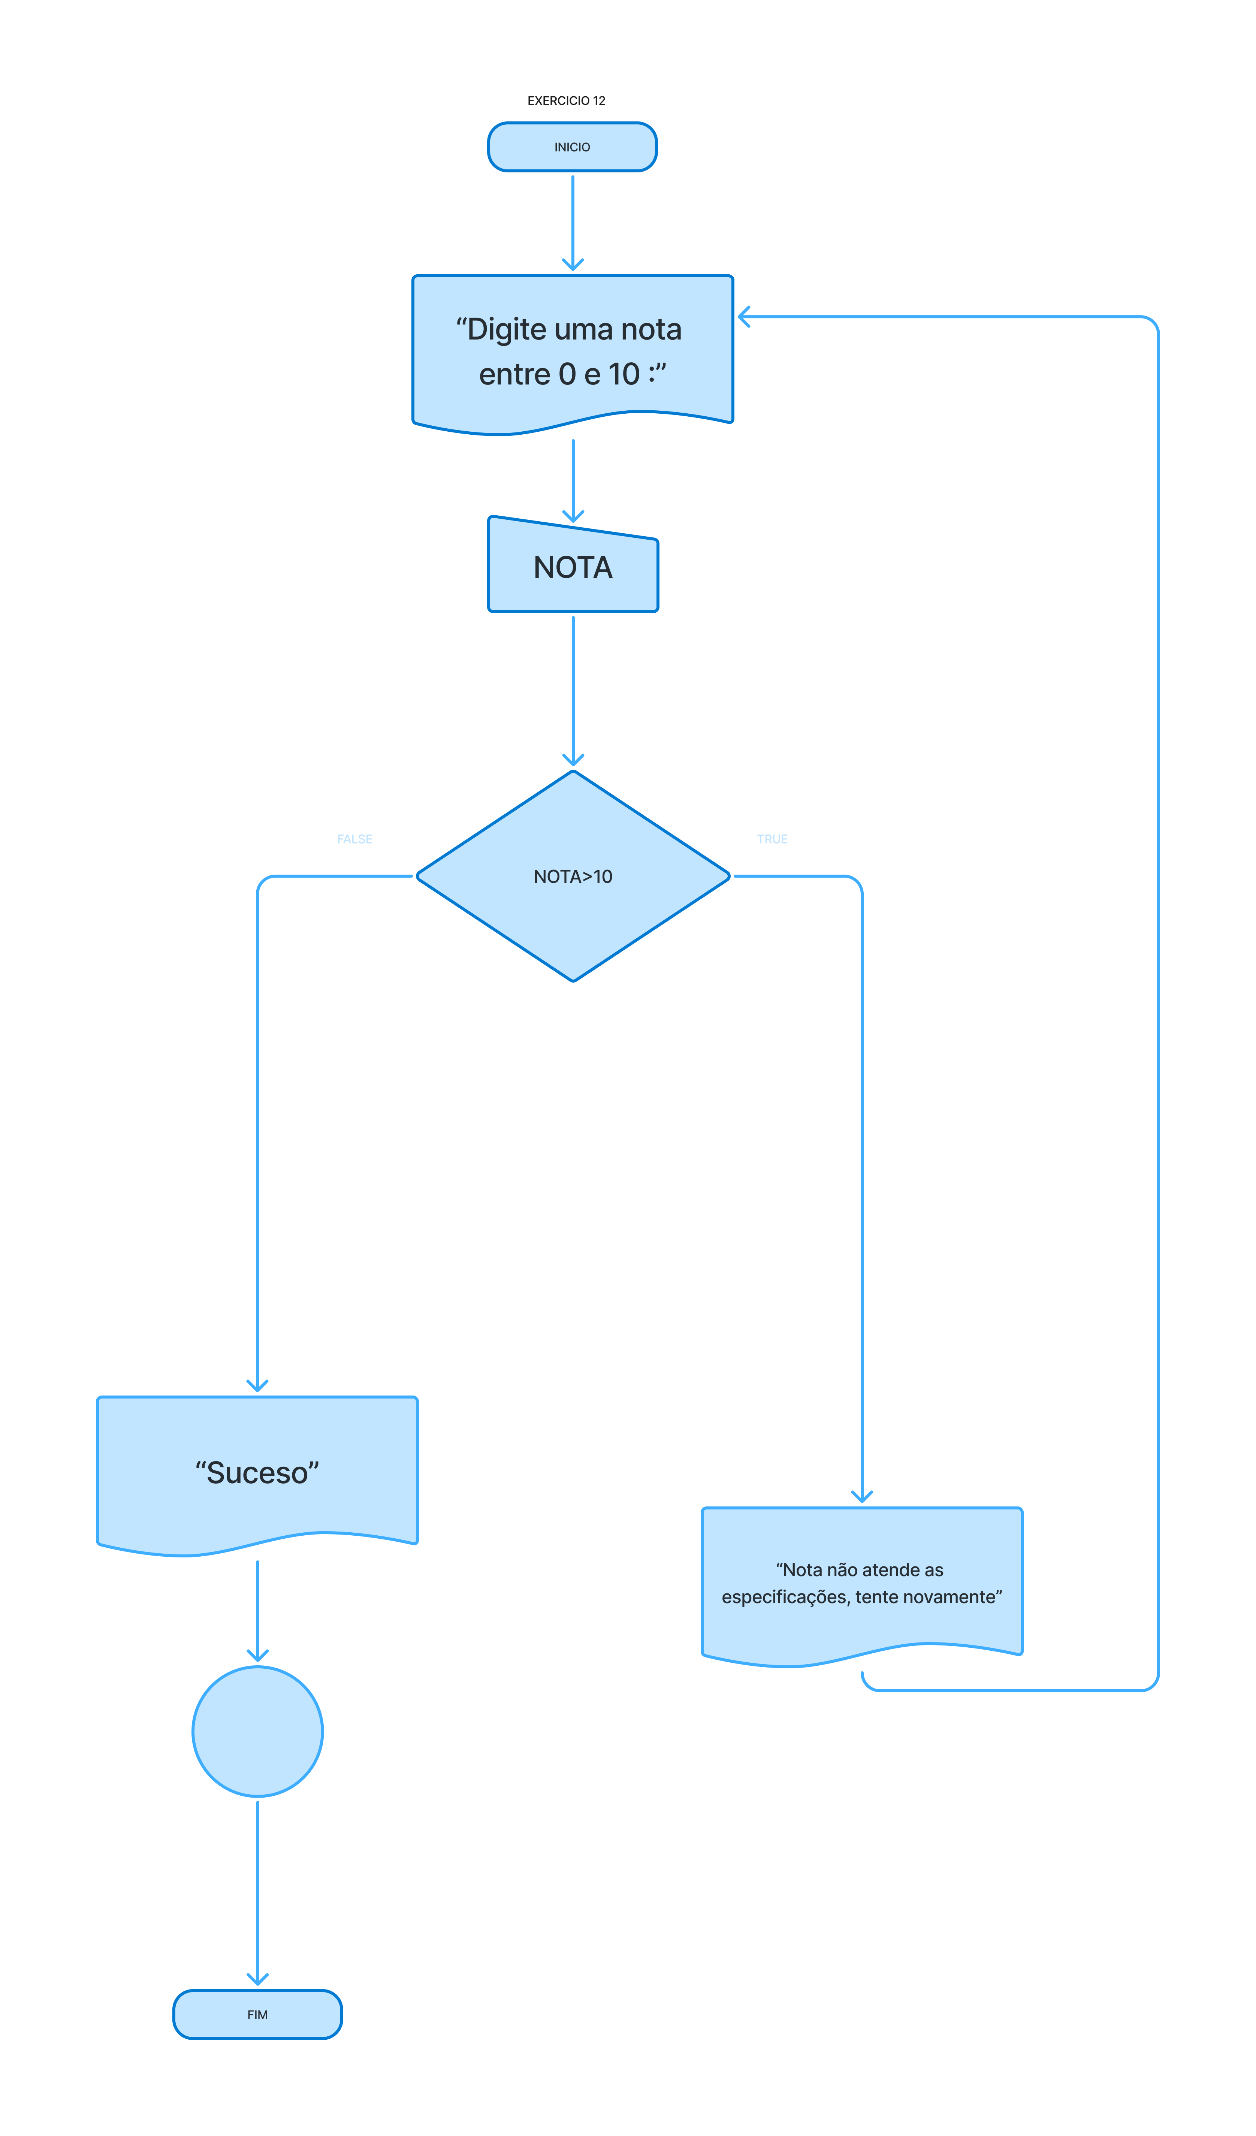 EXERCICIO 12
INICIO
“Digite uma nota
entre 0 e 10 :”
NOTA
FALSE
TRUE
NOTA>10
“Suceso”
“Nota não atende as
especificações, tente novamente”
FIM